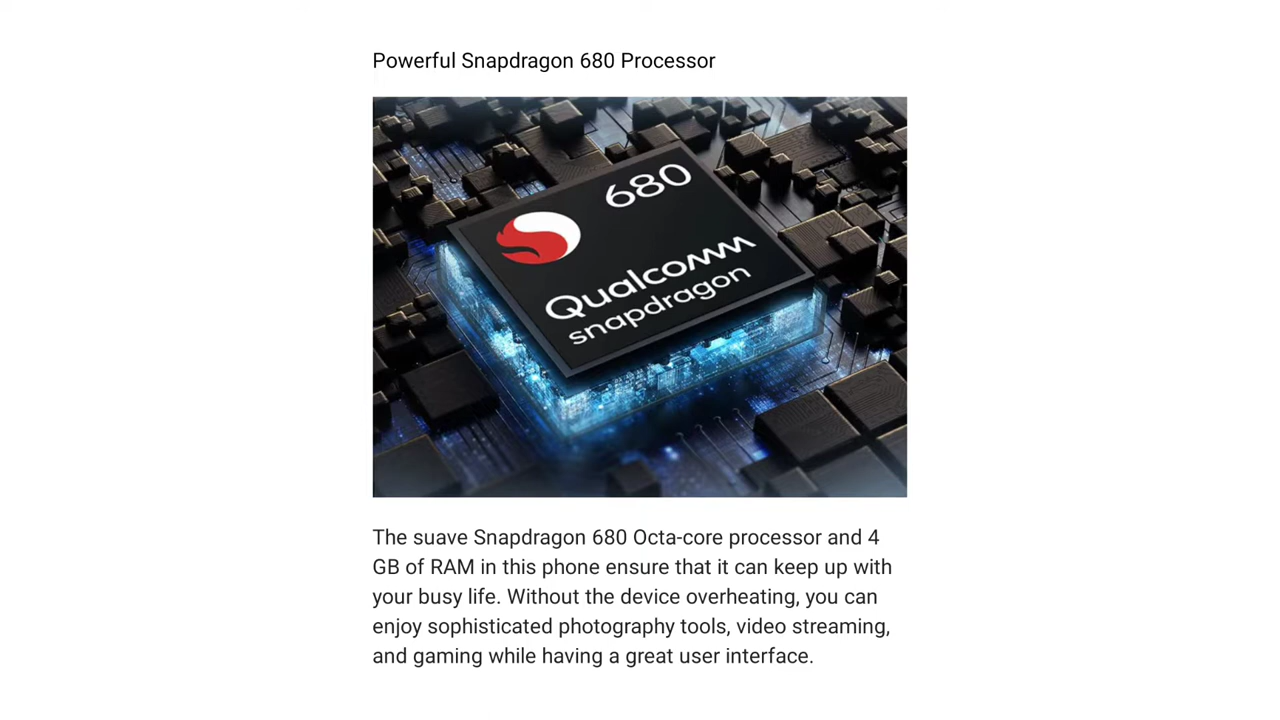 Powerful Snapdragon 680 Processor
680
Qualcomm
snapdragon
The suave Snapdragon 680 Octa-core processor and 4
GB of RAM in this phone ensure that it can keep up with
your busy life. Without the device overheating, you can
enjoy sophisticated photography tools, video streaming,
and gaming while having a great user interface.